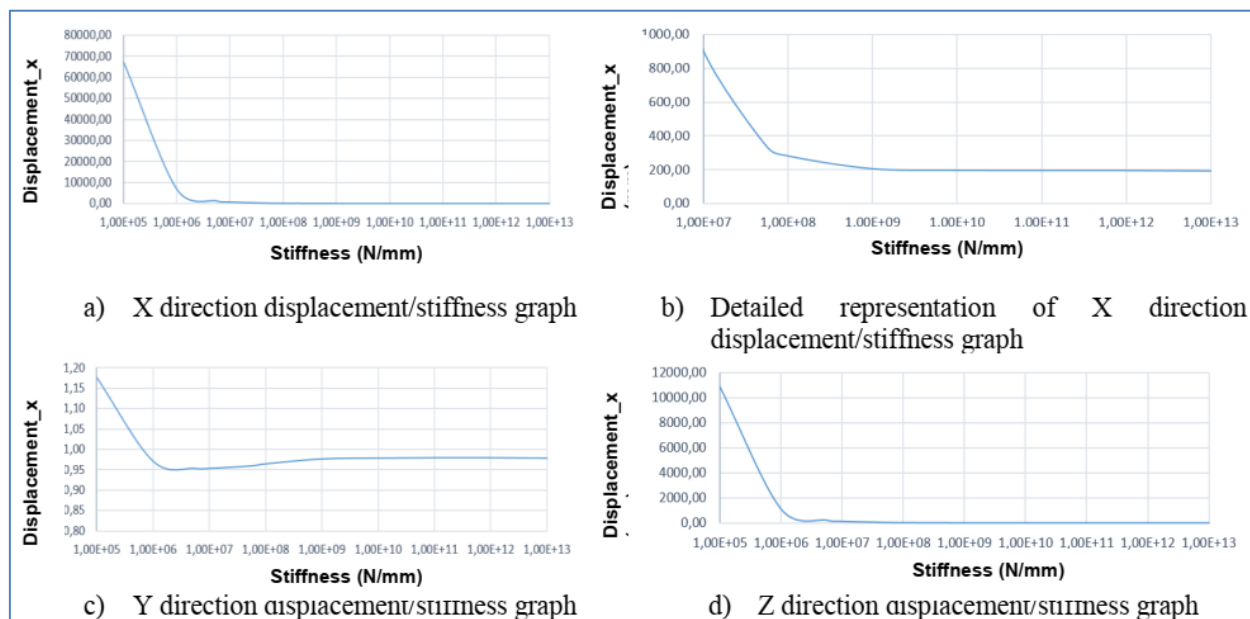 80000,00
70000,00
60000,00
50000,00
40000,00
30000,00
20000,00
10000,00
0,00
Displacement_x
1,00E+05 1,00E+06 1,00E+07 1,00E+08 1,00E+09 1,00E+10 1,00E+11 1,00E+12 1,00E+13
Stiffness (N/mm)
a) X direction displacement/stiffness graph
1000,00
800,00
600,00
400,00
200,00
0,00
Displacement_x
1.00E+07 1,00E+08 1.00E+09 1,00E+10 1,00E+11 1,00E+12 1,00E+13
Stiffness (N/mm)
b) Detailed representation of X direction
displacement/stiffness graph
1,20
1,15
1,10
1,05
1,00
0,95
0,90
0,85
0,80
Displacement_x
1,00E+05 1,00E+06 1,00E+07 1,00E+08 1,00E+09 1,00E+10 1,00E+11 1,00E+12 1,00E+13
Stiffness (N/mm)
c) Y direction displacement/stiffness graph
12000,00
10000,00
8000,00
6000,00
4000,00
2000,00
0,00
Displacement_x
1,00E+05 1,00E+06 1,00E+07 1,00E+08 1,00E+09 1,00E+10 1,00E+11 1,00E+12 1,00E+13
Stiffness (N/mm)
d) Z direction displacement/stiffness graph